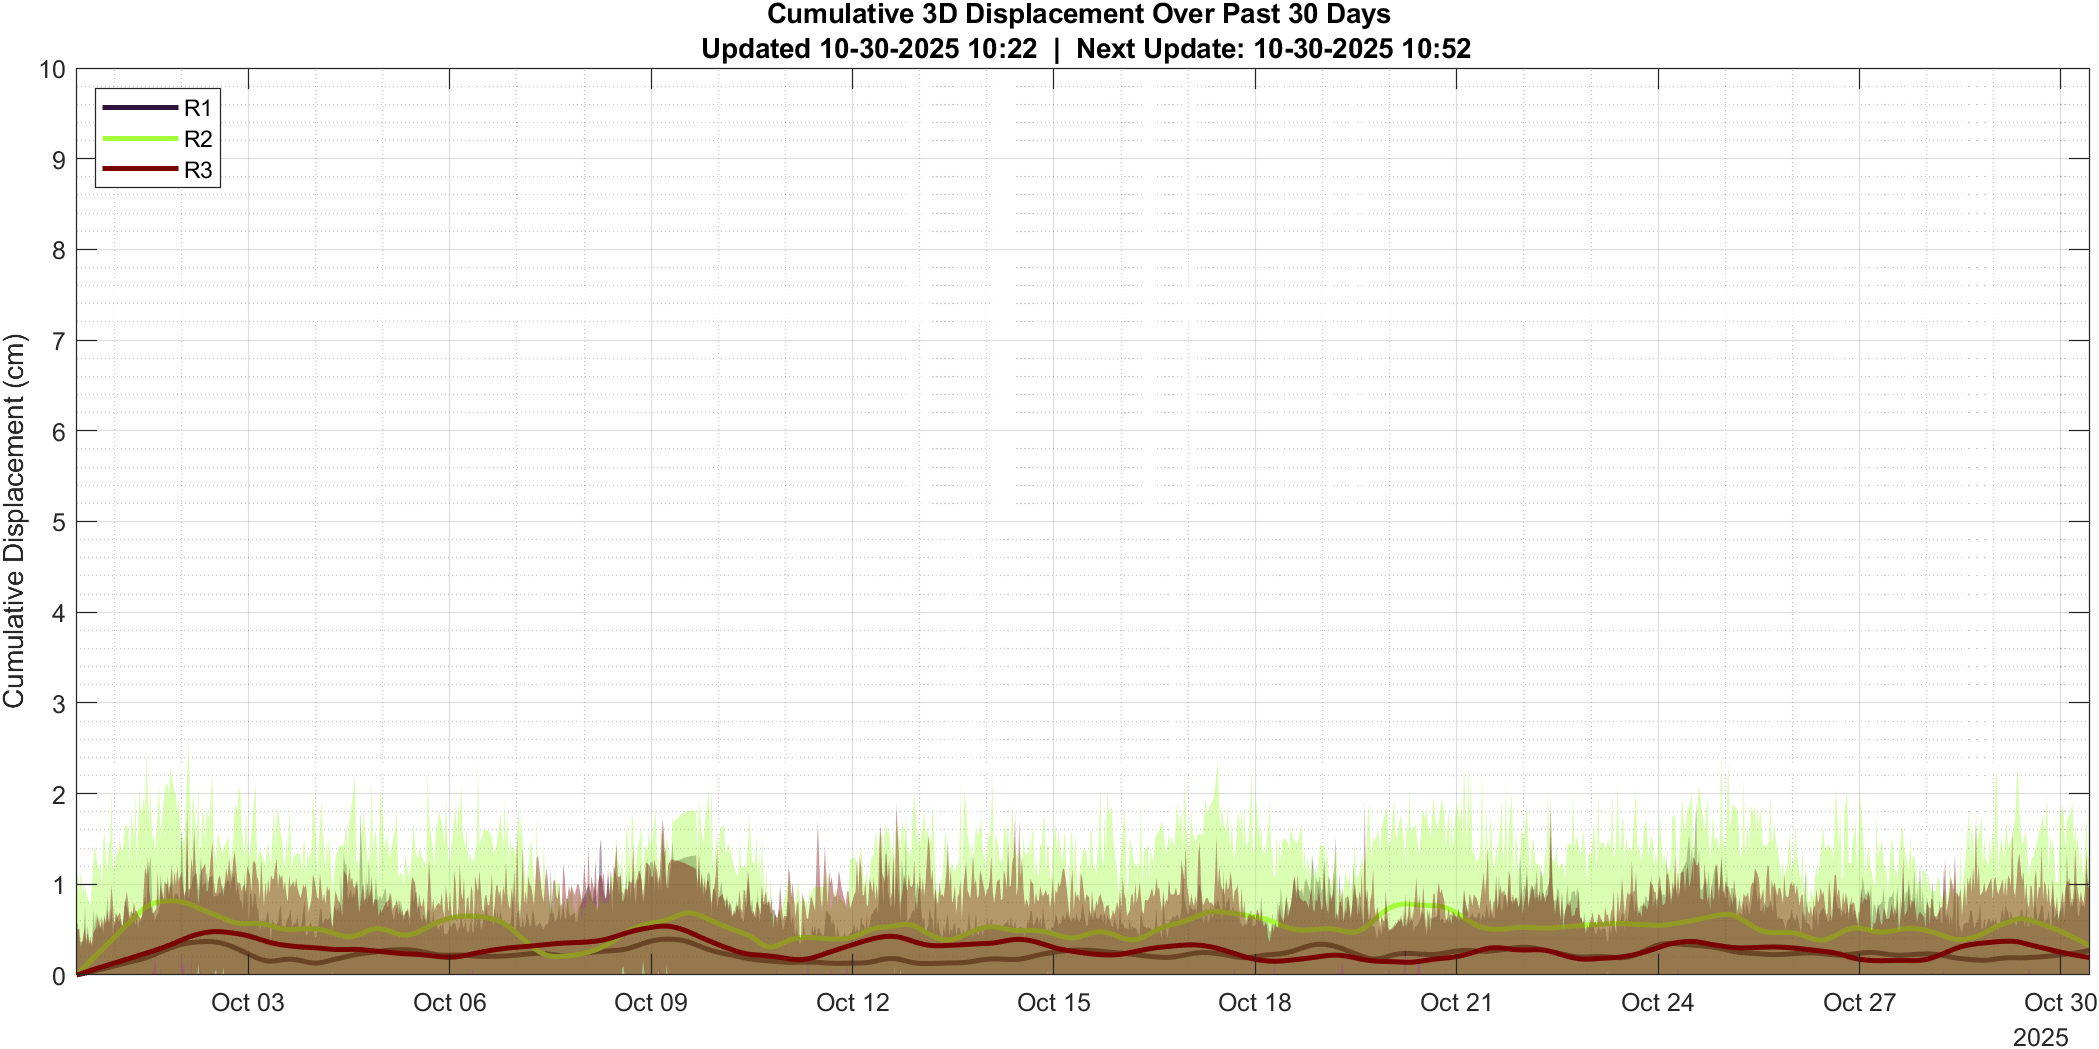 Cumulative 3D Displacement Over Past 30 Days
Updated 10-30-2025 10:22 | Next Update: 10-30-2025 10:52
Cumulative Displacement (cm)
10
9
8
7
6
5
4
3
2
1
0
R1
R2
R3
Oct 03 Oct 06 Oct 09 Oct 12 Oct 15 Oct 18 Oct 21 Oct 24 Oct 27 Oct 30
2025